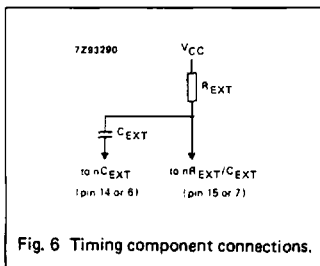 7Z93290
VCC
REXT
CEXT
to nCEXT
(pin 14 or 6)
to nREXT/CEXT
(pin 15 or 7)
Fig. 6 Timing component connections.